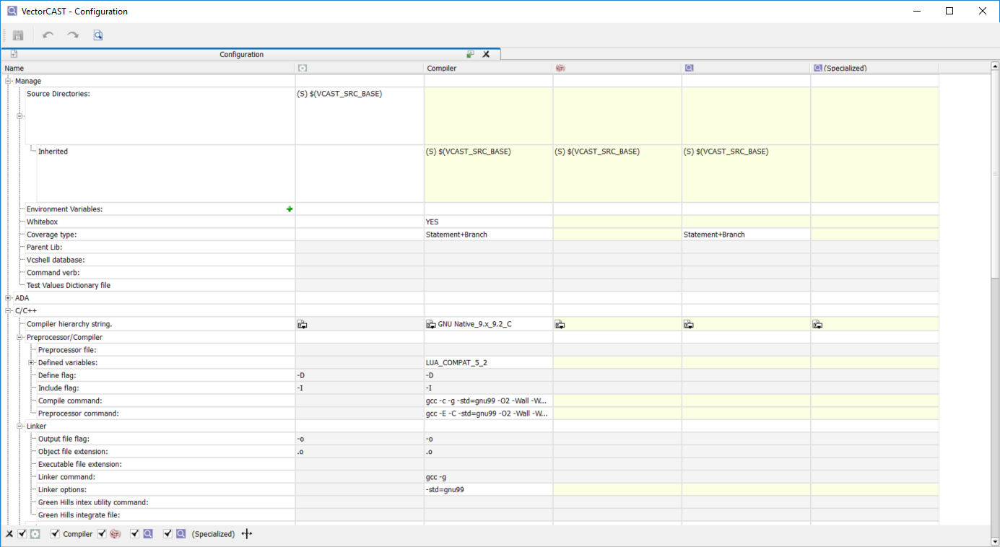 VectorCAST - Configuration
Configuration
Name Compiler (Specialized)
Manage
Source Directories: (S) $(VCAST_SRC_BASE)
Inherited (S) $(VCAST_SRC_BASE) (S) $(VCAST_SRC_BASE) (S) $(VCAST_SRC_BASE)
Environment Variables:
Whitebox YES
Coverage type: Statement+Branch Statement+Branch
Parent Lib:
Vcshell database:
Command verb:
Test Values Dictionary file
ADA
C/C++
Compiler hierarchy string. GNU Native_9.x_9.2_C
Preprocessor/Compiler
Preprocessor file:
Defined variables: LUA_COMPAT_5_2
Define flag: -D -D
Include flag: -I -I
Compile command: gcc -c -g -std=gnu99 -O2 -Wall -W...
Preprocessor command: gcc -E -C -std=gnu99 -O2 -Wall -W...
Linker
Output file flag: -o -o
Object file extension: .o .o
Executable file extension:
Linker command: gcc -g
Linker options: -std=gnu99
Green Hills intex utility command:
Green Hills integrate file:
Compiler (Specialized)